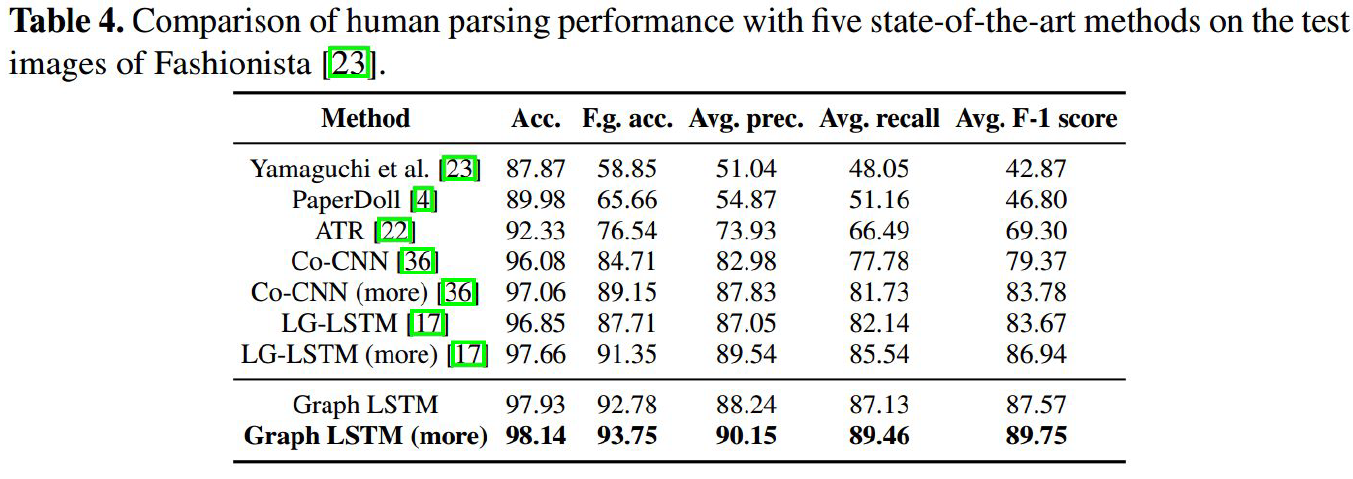 Table 4. Comparison of human parsing performance with five state-of-the-art methods on the test
images of Fashionista [23].
Method Acc. F.g. acc. Avg. prec. Avg. recall Avg. F-1 score
Yamaguchi et al. [23] 87.87 58.85 51.04 48.05 42.87
PaperDoll [4] 89.98 65.66 54.87 51.16 46.80
ATR [22] 92.33 76.54 73.93 66.49 69.30
Co-CNN [36] 96.08 84.71 82.98 77.78 79.37
Co-CNN (more) [36] 97.06 89.15 87.83 81.73 83.78
LG-LSTM [17] 96.85 87.71 87.05 82.14 83.67
LG-LSTM (more) [17] 97.66 91.35 89.54 85.54 86.94
Graph LSTM 97.93 92.78 88.24 87.13 87.57
Graph LSTM (more) 98.14 93.75 90.15 89.46 89.75